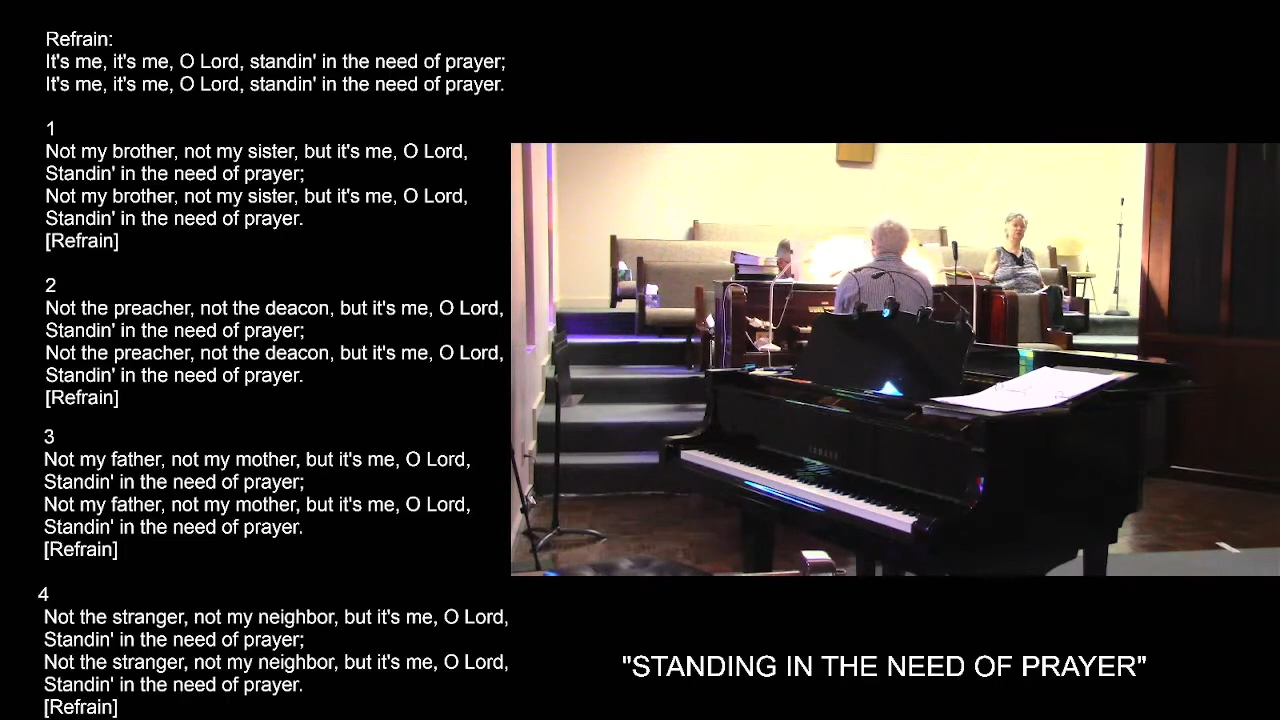 Refrain:
It's me, it's me, O Lord, standin' in the need of prayer;
It's me, it's me, O Lord, standin' in the need of prayer.
1
Not my brother, not my sister, but it's me, O Lord,
Standin' in the need of prayer;
Not my brother, not my sister, but it's me, O Lord,
Standin' in the need of prayer.
[Refrain]
2
Not the preacher, not the deacon, but it's me, O Lord,
Standin' in the need of prayer;
Not the preacher, not the deacon, but it's me, O Lord,
Standin' in the need of prayer.
[Refrain]
3
Not my father, not my mother, but it's me, O Lord,
Standin' in the need of prayer;
Not my father, not my mother, but it's me, O Lord,
Standin' in the need of prayer.
[Refrain]
4
Not the stranger, not my neighbor, but it's me, O Lord,
Standin' in the need of prayer;
Not the stranger, not my neighbor, but it's me, O Lord,
Standin' in the need of prayer.
[Refrain]
YAMAHA
"STANDING IN THE NEED OF PRAYER"